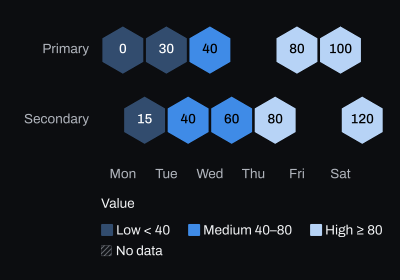 Primary 0 30 40 80 100
Secondary 15 40 60 80 120
Mon Tue Wed Thu Fri Sat
Value
Low < 40 Medium 40–80 High ≥ 80
No data